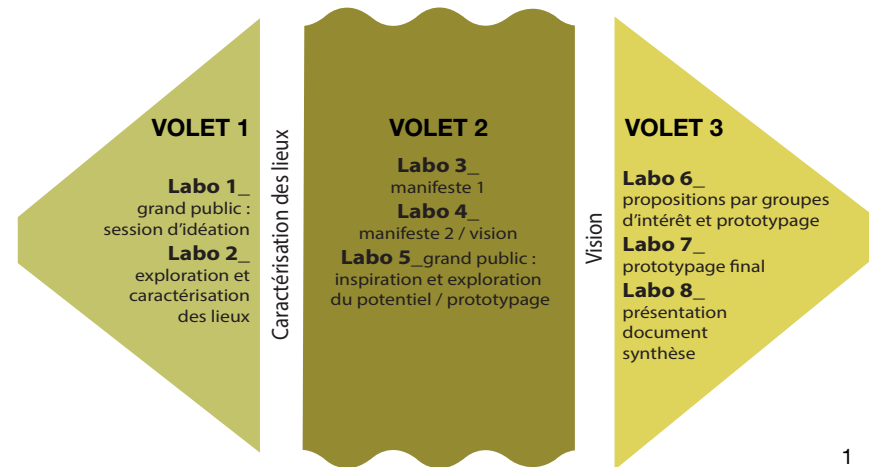 VOLET 1
Labo 1_
grand public :
session d'idéation
Labo 2_
exploration et
caractérisation
des lieux
Caractérisation des lieux
VOLET 2
Labo 3_
manifeste 1
Labo 4_
manifeste 2 / vision
Labo 5_grand public :
inspiration et exploration
du potentiel / prototypage
Vision
VOLET 3
Labo 6_
propositions par groupes
d'intérêt et prototypage
Labo 7_
prototypage final
Labo 8_
présentation
document
synthèse
1